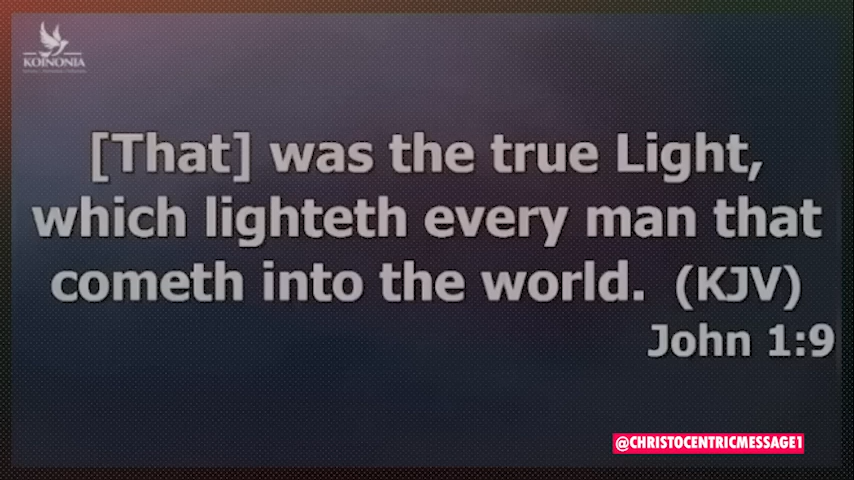 KOINONIA
[That] was the true Light,
which lighteth every man that
cometh into the world. (KJV)
John 1:9
@CHRISTOCENTRICMESSAGE1